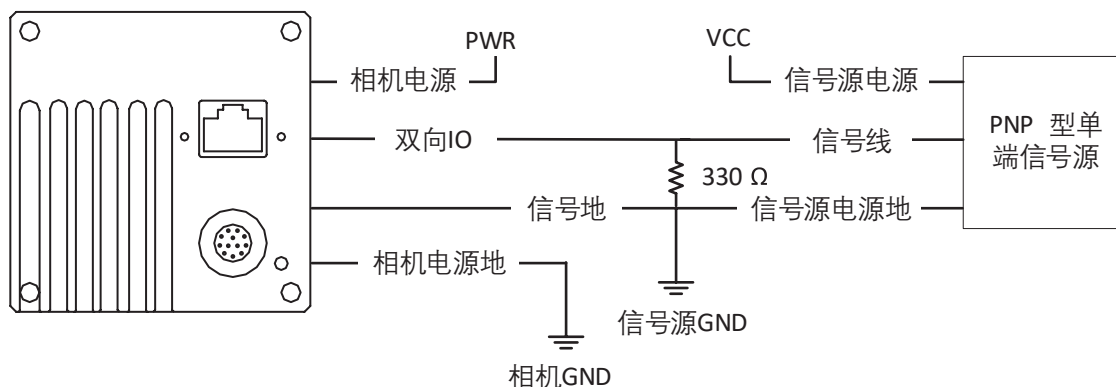 PWR
VCC
相机电源
信号源电源
双向IO
信号线
PNP 型单
端信号源
330 Ω
信号地
信号源电源地
相机电源地
信号源GND
相机GND